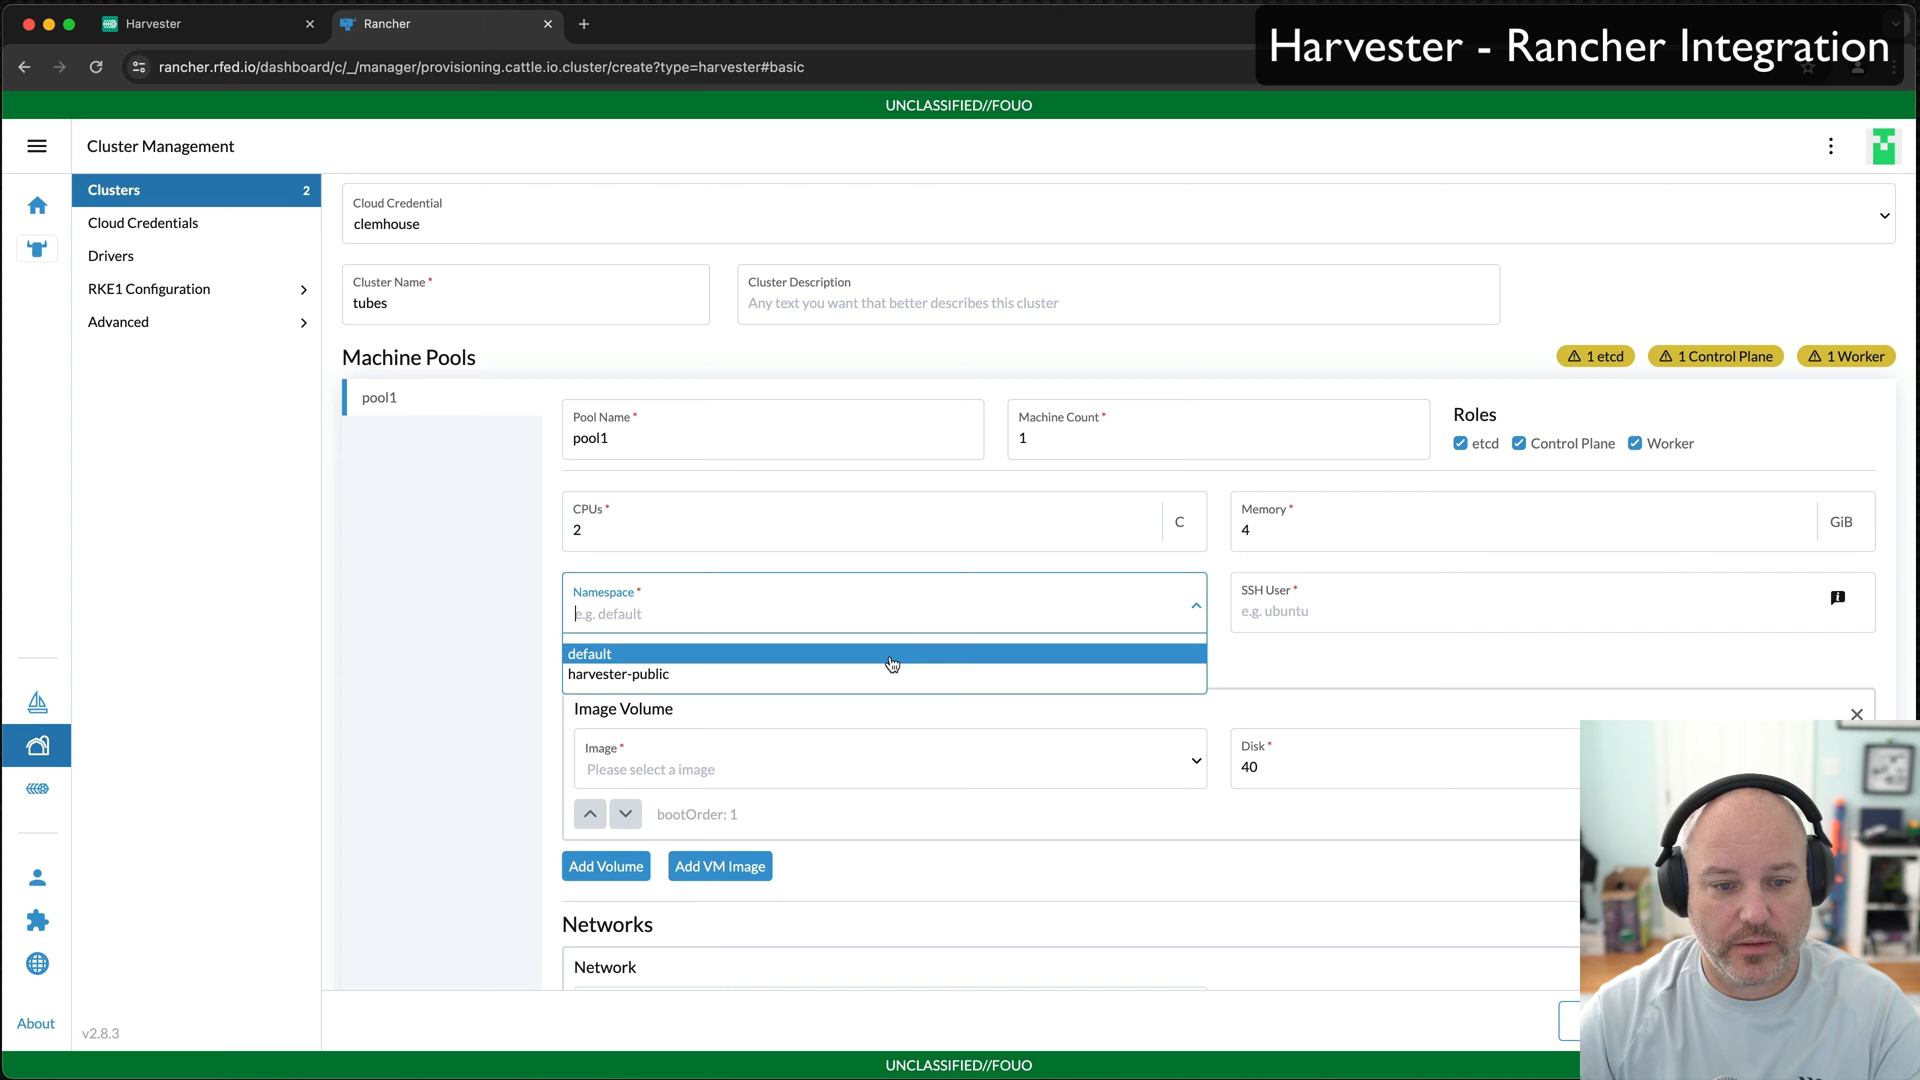 Harvester
Rancher
Harvester - Rancher Integration
rancher.rfed.io/dashboard/c/_/manager/provisioning.cattle.io.cluster/create?type=harvester#basic
UNCLASSIFIED//FOUO
Cluster Management
Clusters 2
Cloud Credentials
Drivers
RKE1 Configuration
Advanced
About
v2.8.3
Cloud Credential
clemhouse
Cluster Name *
tubes
Cluster Description
Any text you want that better describes this cluster
Machine Pools
1 etcd
1 Control Plane
1 Worker
pool1
Pool Name *
pool1
Machine Count *
1
Roles
etcd
Control Plane
Worker
CPUs *
2
C
Memory *
4
GiB
Namespace *
e.g. default
default
harvester-public
SSH User *
e.g. ubuntu
Image Volume
Image *
Please select a image
Disk *
40
bootOrder: 1
Add Volume
Add VM Image
Networks
Network
UNCLASSIFIED//FOUO